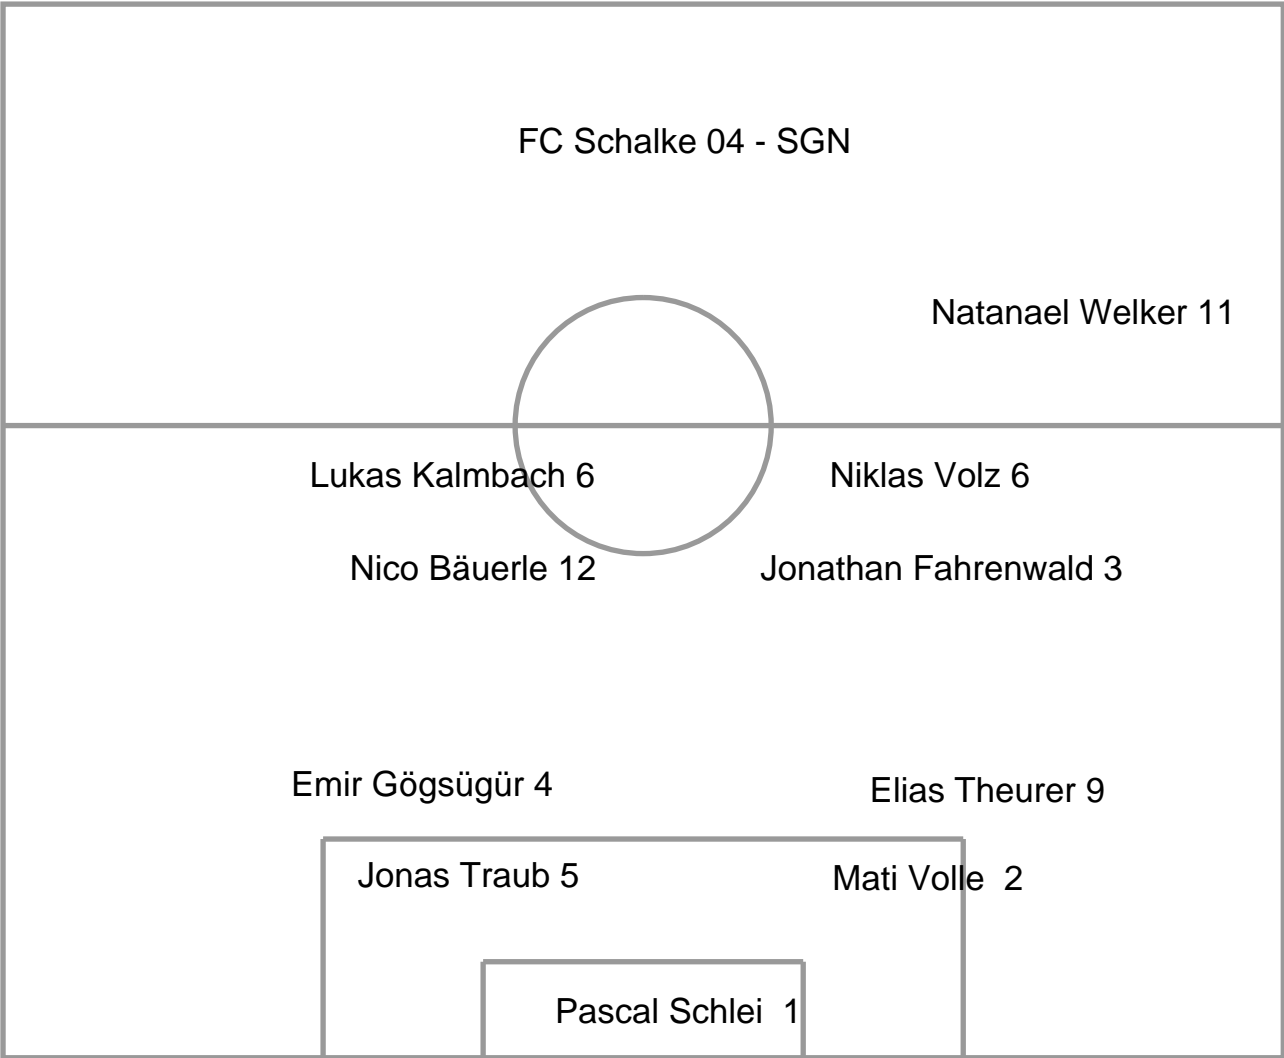 FC Schalke 04 - SGN
Natanael Welker 11
Lukas Kalmbach 6
Niklas Volz 6
Nico Bäuerle 12
Jonathan Fahrenwald 3
Emir Gögsügür 4
Elias Theurer 9
Jonas Traub 5
Mati Volle  2
Pascal Schlei  1